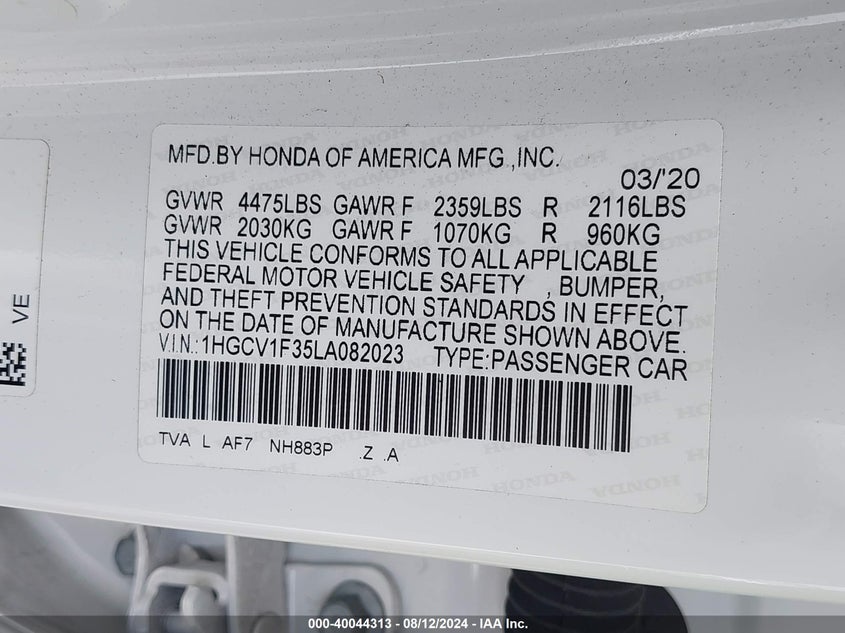 MFD.BY HONDA OF AMERICA MFG.,INC.
03/'20
GVWR 4475LBS GAWR F 2359LBS R 2116LBS
GVWR 2030KG GAWR F 1070KG R 960KG
THIS VEHICLE CONFORMS TO ALL APPLICABLE
FEDERAL MOTOR VEHICLE SAFETY , BUMPER,
AND THEFT PREVENTION STANDARDS IN EFFECT
ON THE DATE OF MANUFACTURE SHOWN ABOVE.
V.I.N.:1HGCV1F35LA082023 TYPE:PASSENGER CAR
TVA L AF7 NH883P .Z .A
VE
000-40044313 - 08/12/2024 - IAA Inc.